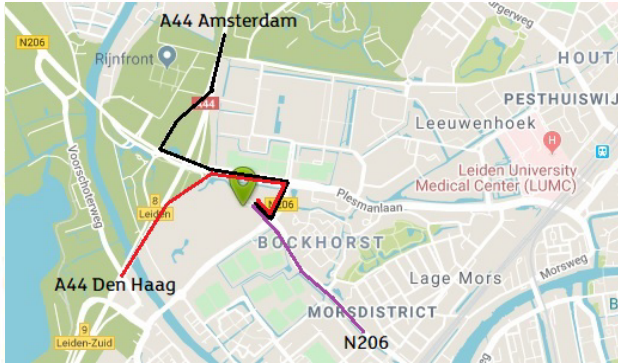 A44 Amsterdam
N206
Rijnfront
HOUT
A44
PESTHUISWIJ
Leeuwenhoek
H
Leiden University
Medical Center (LUMC)
Voorschoterweg
8
Leiden
N206
Plesmanlaan
BOCKHORST
Morsweg
A44 Den Haag
Lage Mors
MORSDISTRICT
B
9
Leiden-Zuid
N206